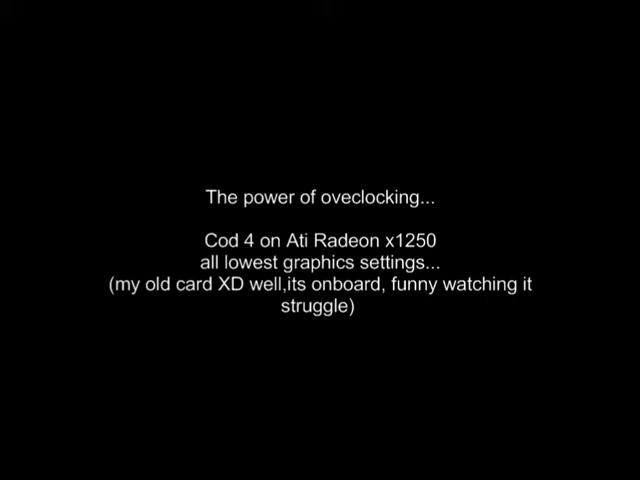 The power of oveclocking...
Cod 4 on Ati Radeon x1250
all lowest graphics settings...
(my old card XD well,its onboard, funny watching it
struggle)